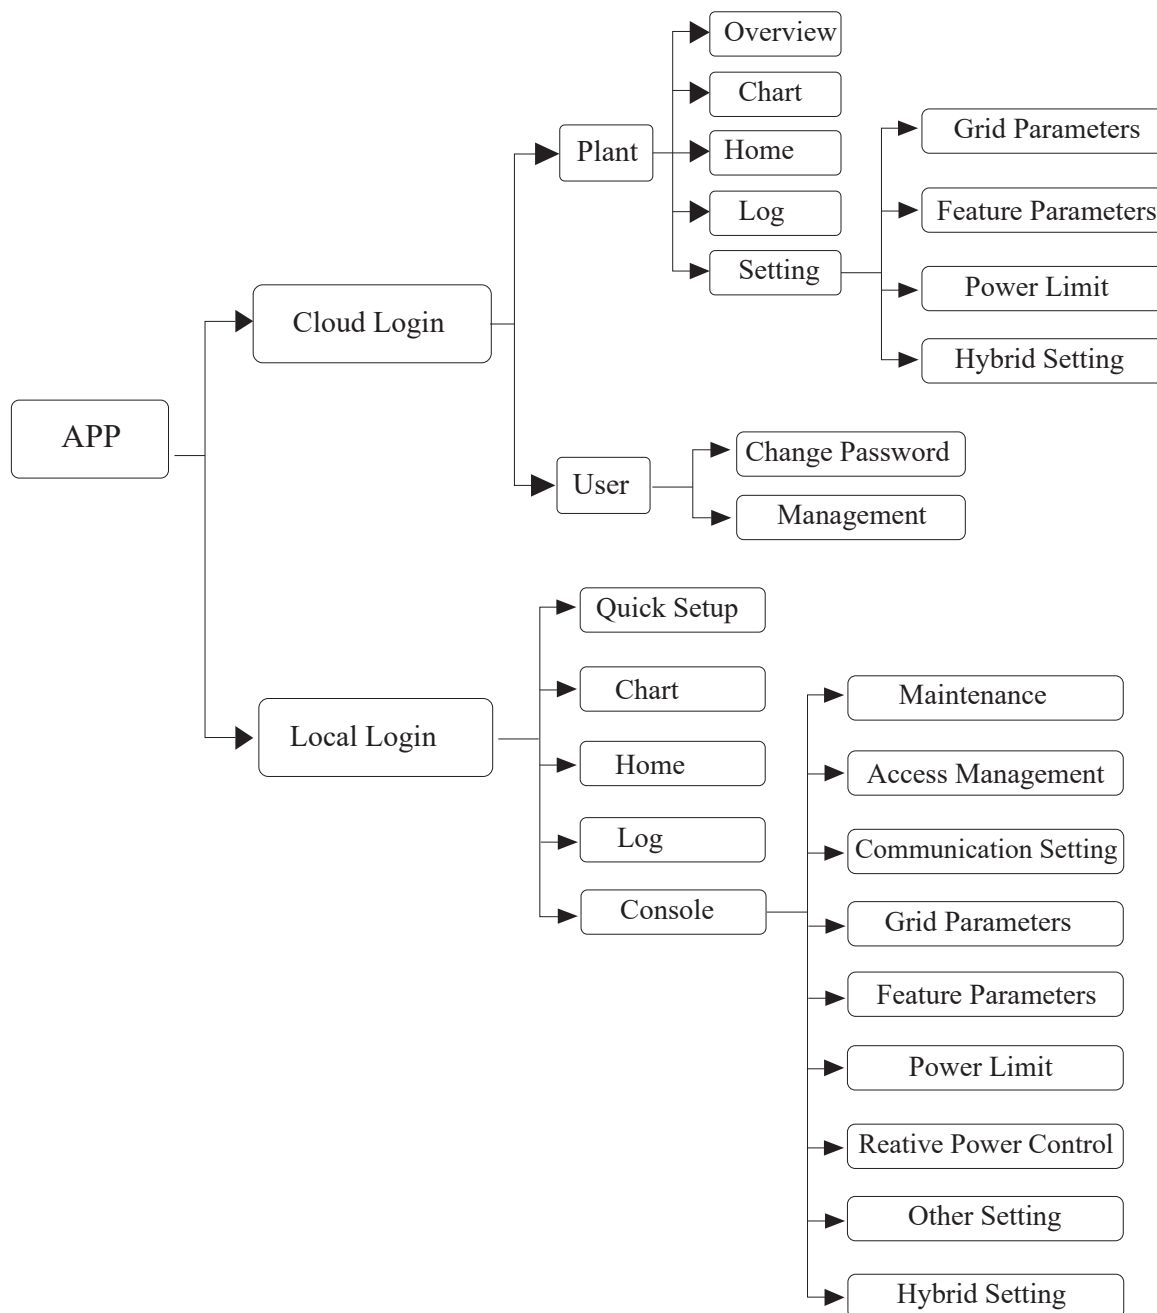 APP
Cloud Login
Plant
Overview
Chart
Home
Log
Setting
Grid Parameters
Feature Parameters
Power Limit
Hybrid Setting
User
Change Password
Management
Local Login
Quick Setup
Chart
Home
Log
Console
Maintenance
Access Management
Communication Setting
Grid Parameters
Feature Parameters
Power Limit
Reative Power Control
Other Setting
Hybrid Setting